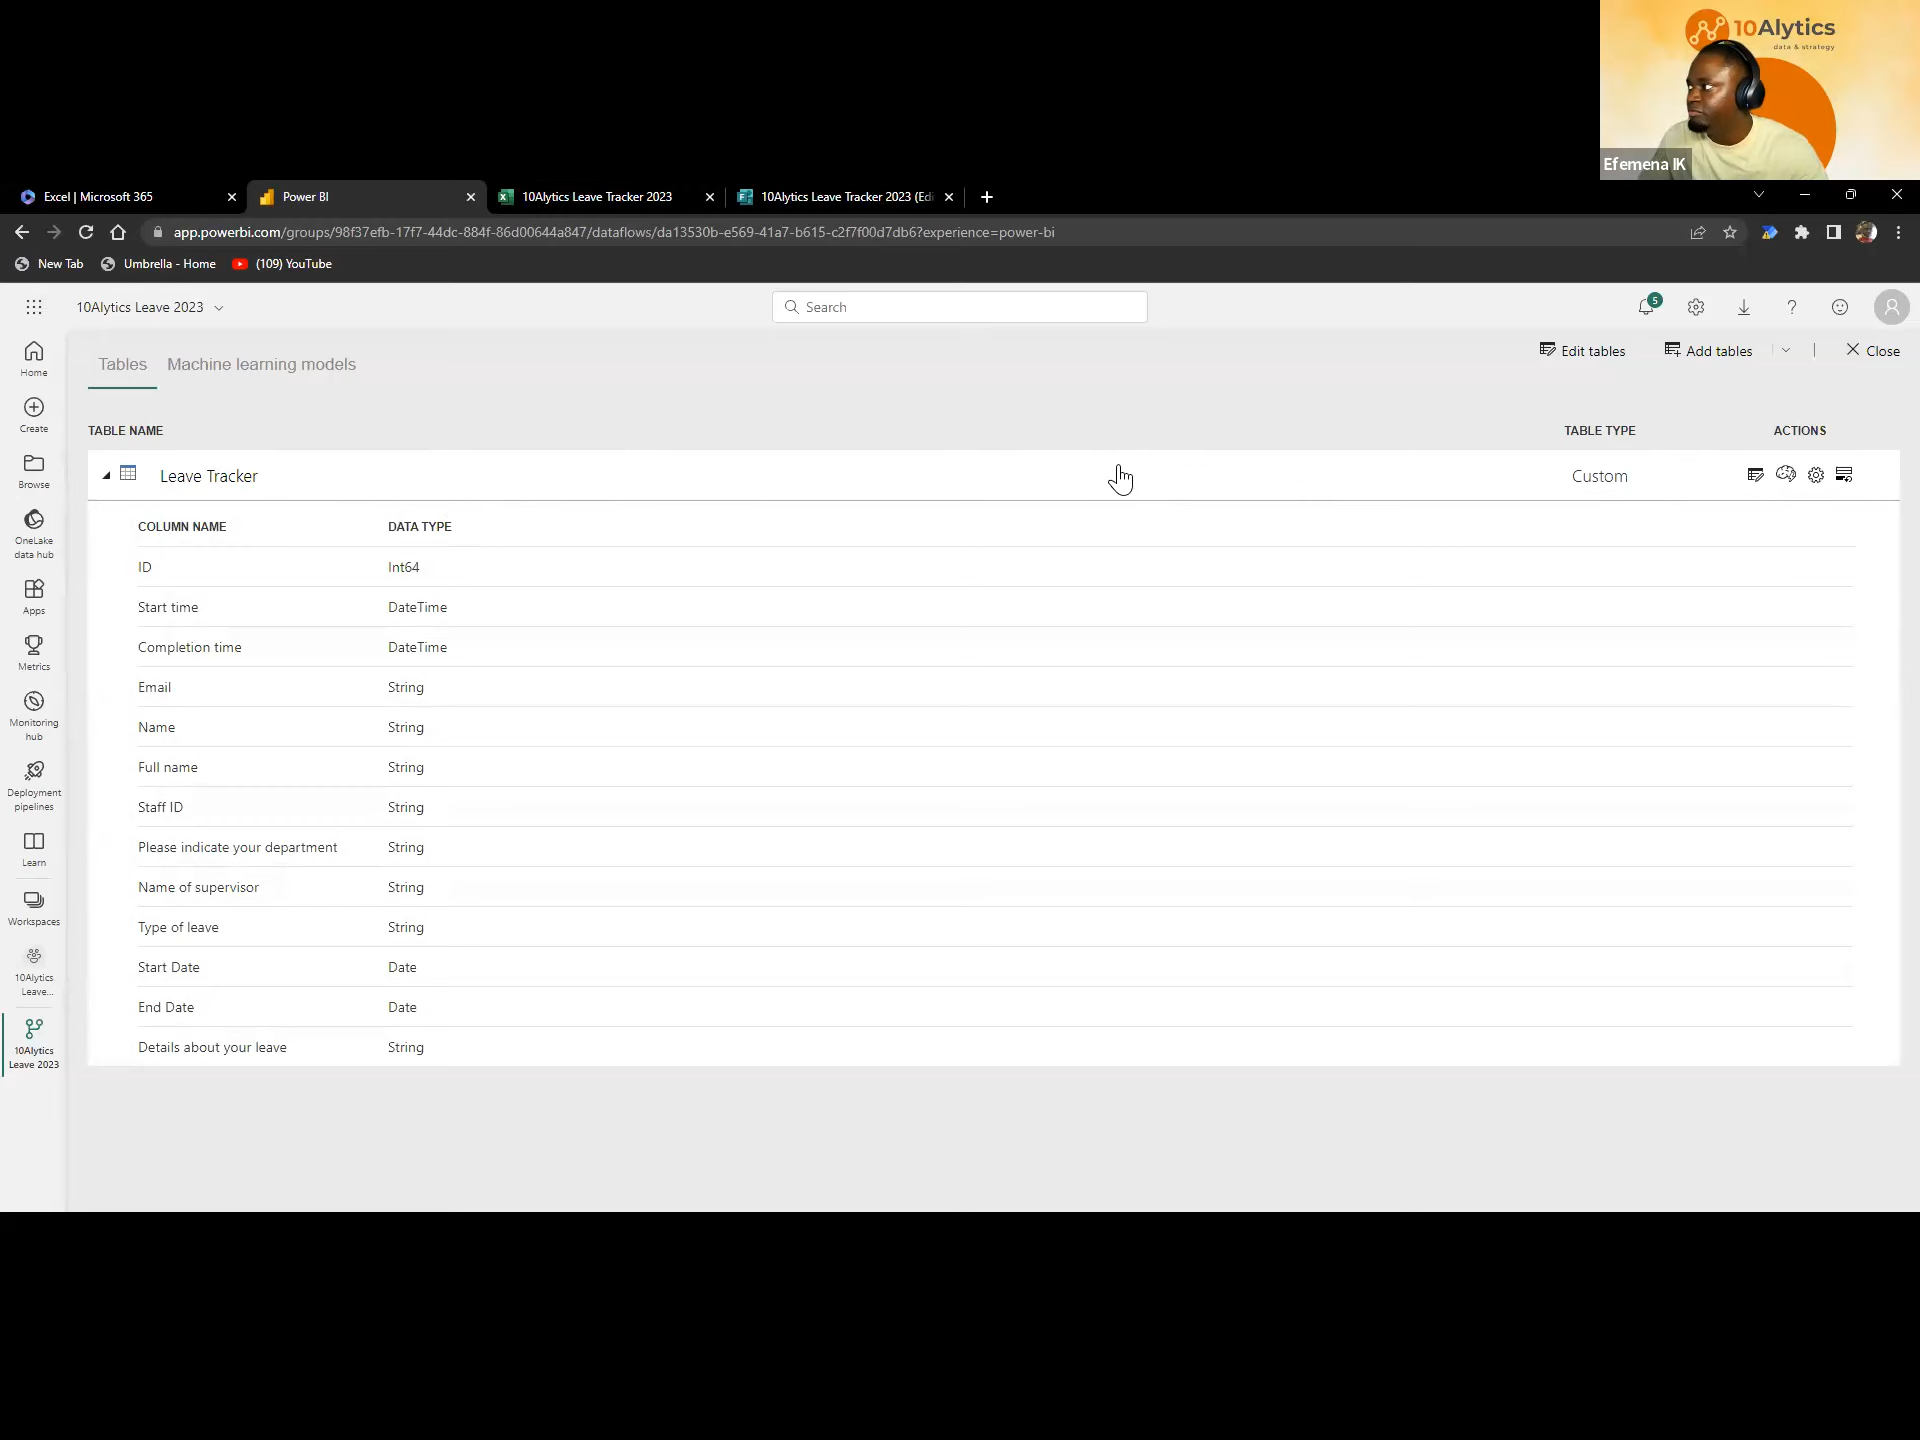 10Alytics
data & strategy
Efemena IK
Excel | Microsoft 365
Power BI
10Alytics Leave Tracker 2023
10Alytics Leave Tracker 2023 (Edi
app.powerbi.com/groups/98f37efb-17f7-44dc-884f-86d00644a847/dataflows/da13530b-e569-41a7-b615-c2f7f00d7db6?experience=power-bi
New Tab
Umbrella - Home
(109) YouTube
10Alytics Leave 2023
Search
5
Home
Create
Browse
OneLake
data hub
Apps
Metrics
Monitoring
hub
Deployment
pipelines
Learn
Workspaces
10Alytics
Leave...
10Alytics
Leave 2023
Tables
Machine learning models
Edit tables
Add tables
Close
TABLE NAME
TABLE TYPE
ACTIONS
Leave Tracker
Custom
COLUMN NAME DATA TYPE
ID Int64
Start time DateTime
Completion time DateTime
Email String
Name String
Full name String
Staff ID String
Please indicate your department String
Name of supervisor String
Type of leave String
Start Date Date
End Date Date
Details about your leave String